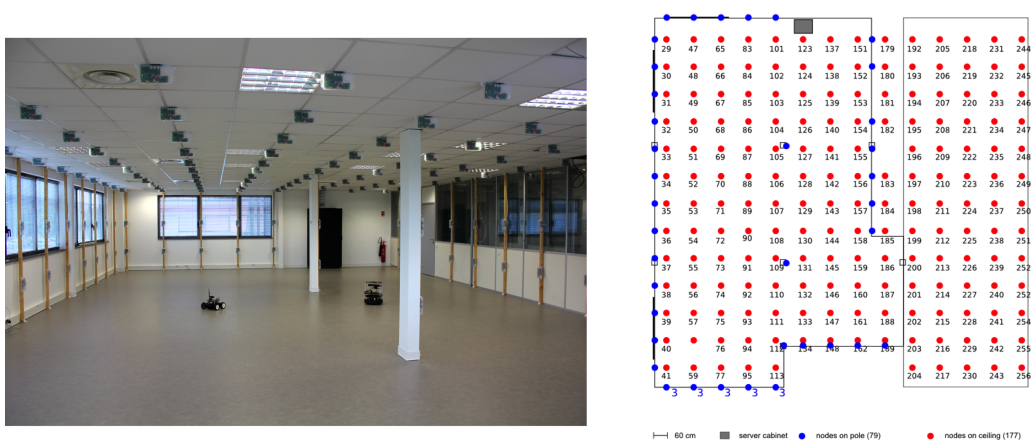 29 47 65 83 101 123 137 151 179 192 205 218 231 244
30 48 66 84 102 124 138 152 180 193 206 219 232 245
31 49 67 85 103 125 139 153 181 194 207 220 233 246
32 50 68 86 104 126 140 154 182 195 208 221 234 247
33 51 69 87 105 127 141 155 196 209 222 235 248
34 52 70 88 106 128 142 156 183 197 210 223 236 249
35 53 71 89 107 129 143 157 184 198 211 224 237 250
36 54 72 90 108 130 144 158 185 199 212 225 238 251
37 55 73 91 109 131 145 159 186 200 213 226 239 252
38 56 74 92 110 132 146 160 187 201 214 227 240 252
39 57 75 93 111 133 147 161 188 202 215 228 241 254
40 76 94 112 134 148 162 189 203 216 229 242 255
41 59 77 95 113 204 217 230 243 256
3 3 3 3 3
60 cm server cabinet nodes on pole (79) nodes on ceiling (177)